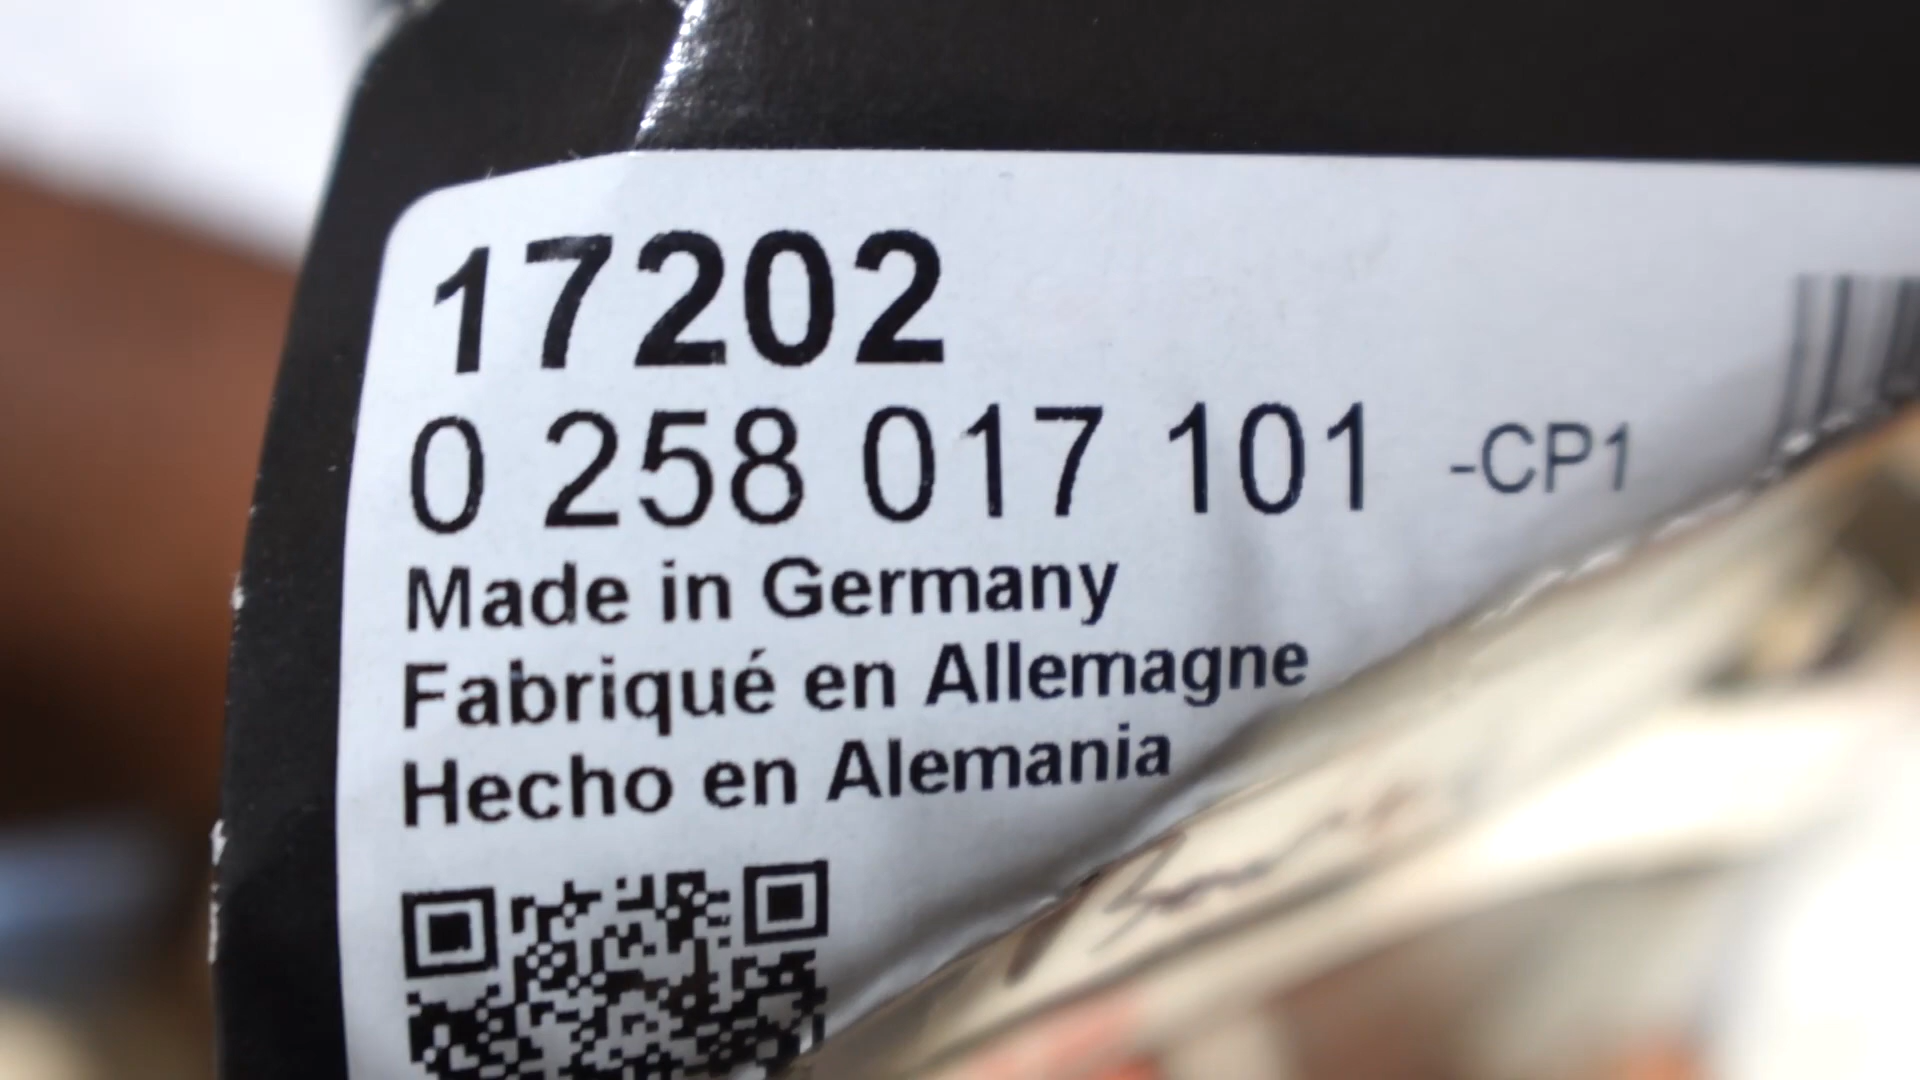 17202
0 258 017 101 -CP1
Made in Germany
Fabriqué en Allemagne
Hecho en Alemania